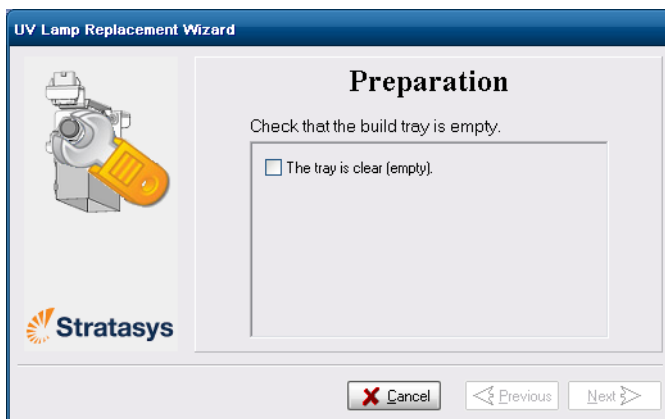 UV Lamp Replacement Wizard
Preparation
Check that the build tray is empty.
The tray is clear (empty).
Stratasys
Cancel
Previous
Next